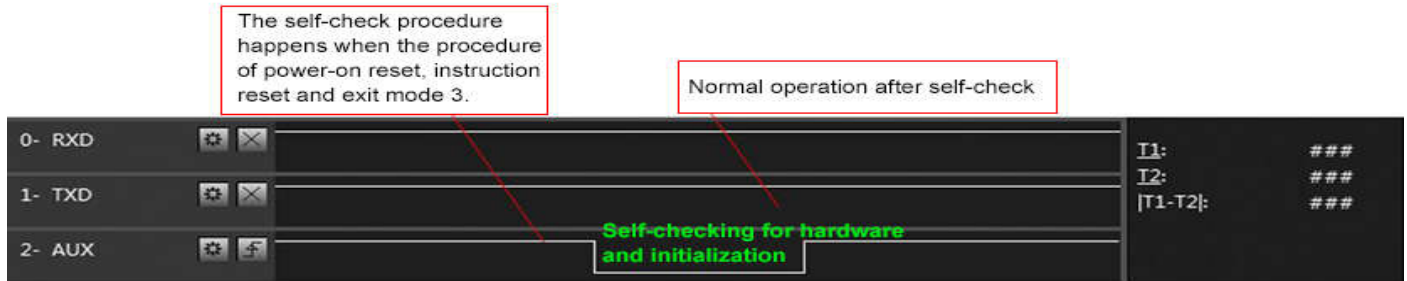 The self-check procedure
happens when the procedure
of power-on reset, instruction
reset and exit mode 3.
Normal operation after self-check
0- RXD
1- TXD
2- AUX
Self-checking for hardware
and initialization
T1: ###
T2: ###
|T1-T2|: ###